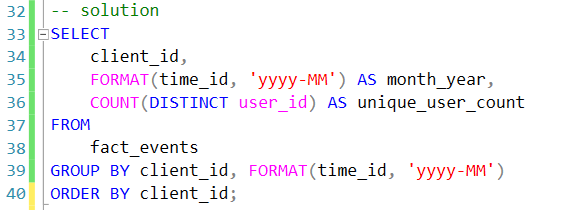 32 -- solution
33 SELECT
34 client_id,
35 FORMAT(time_id, 'yyyy-MM') AS month_year,
36 COUNT(DISTINCT user_id) AS unique_user_count
37 FROM
38 fact_events
39 GROUP BY client_id, FORMAT(time_id, 'yyyy-MM')
40 ORDER BY client_id;